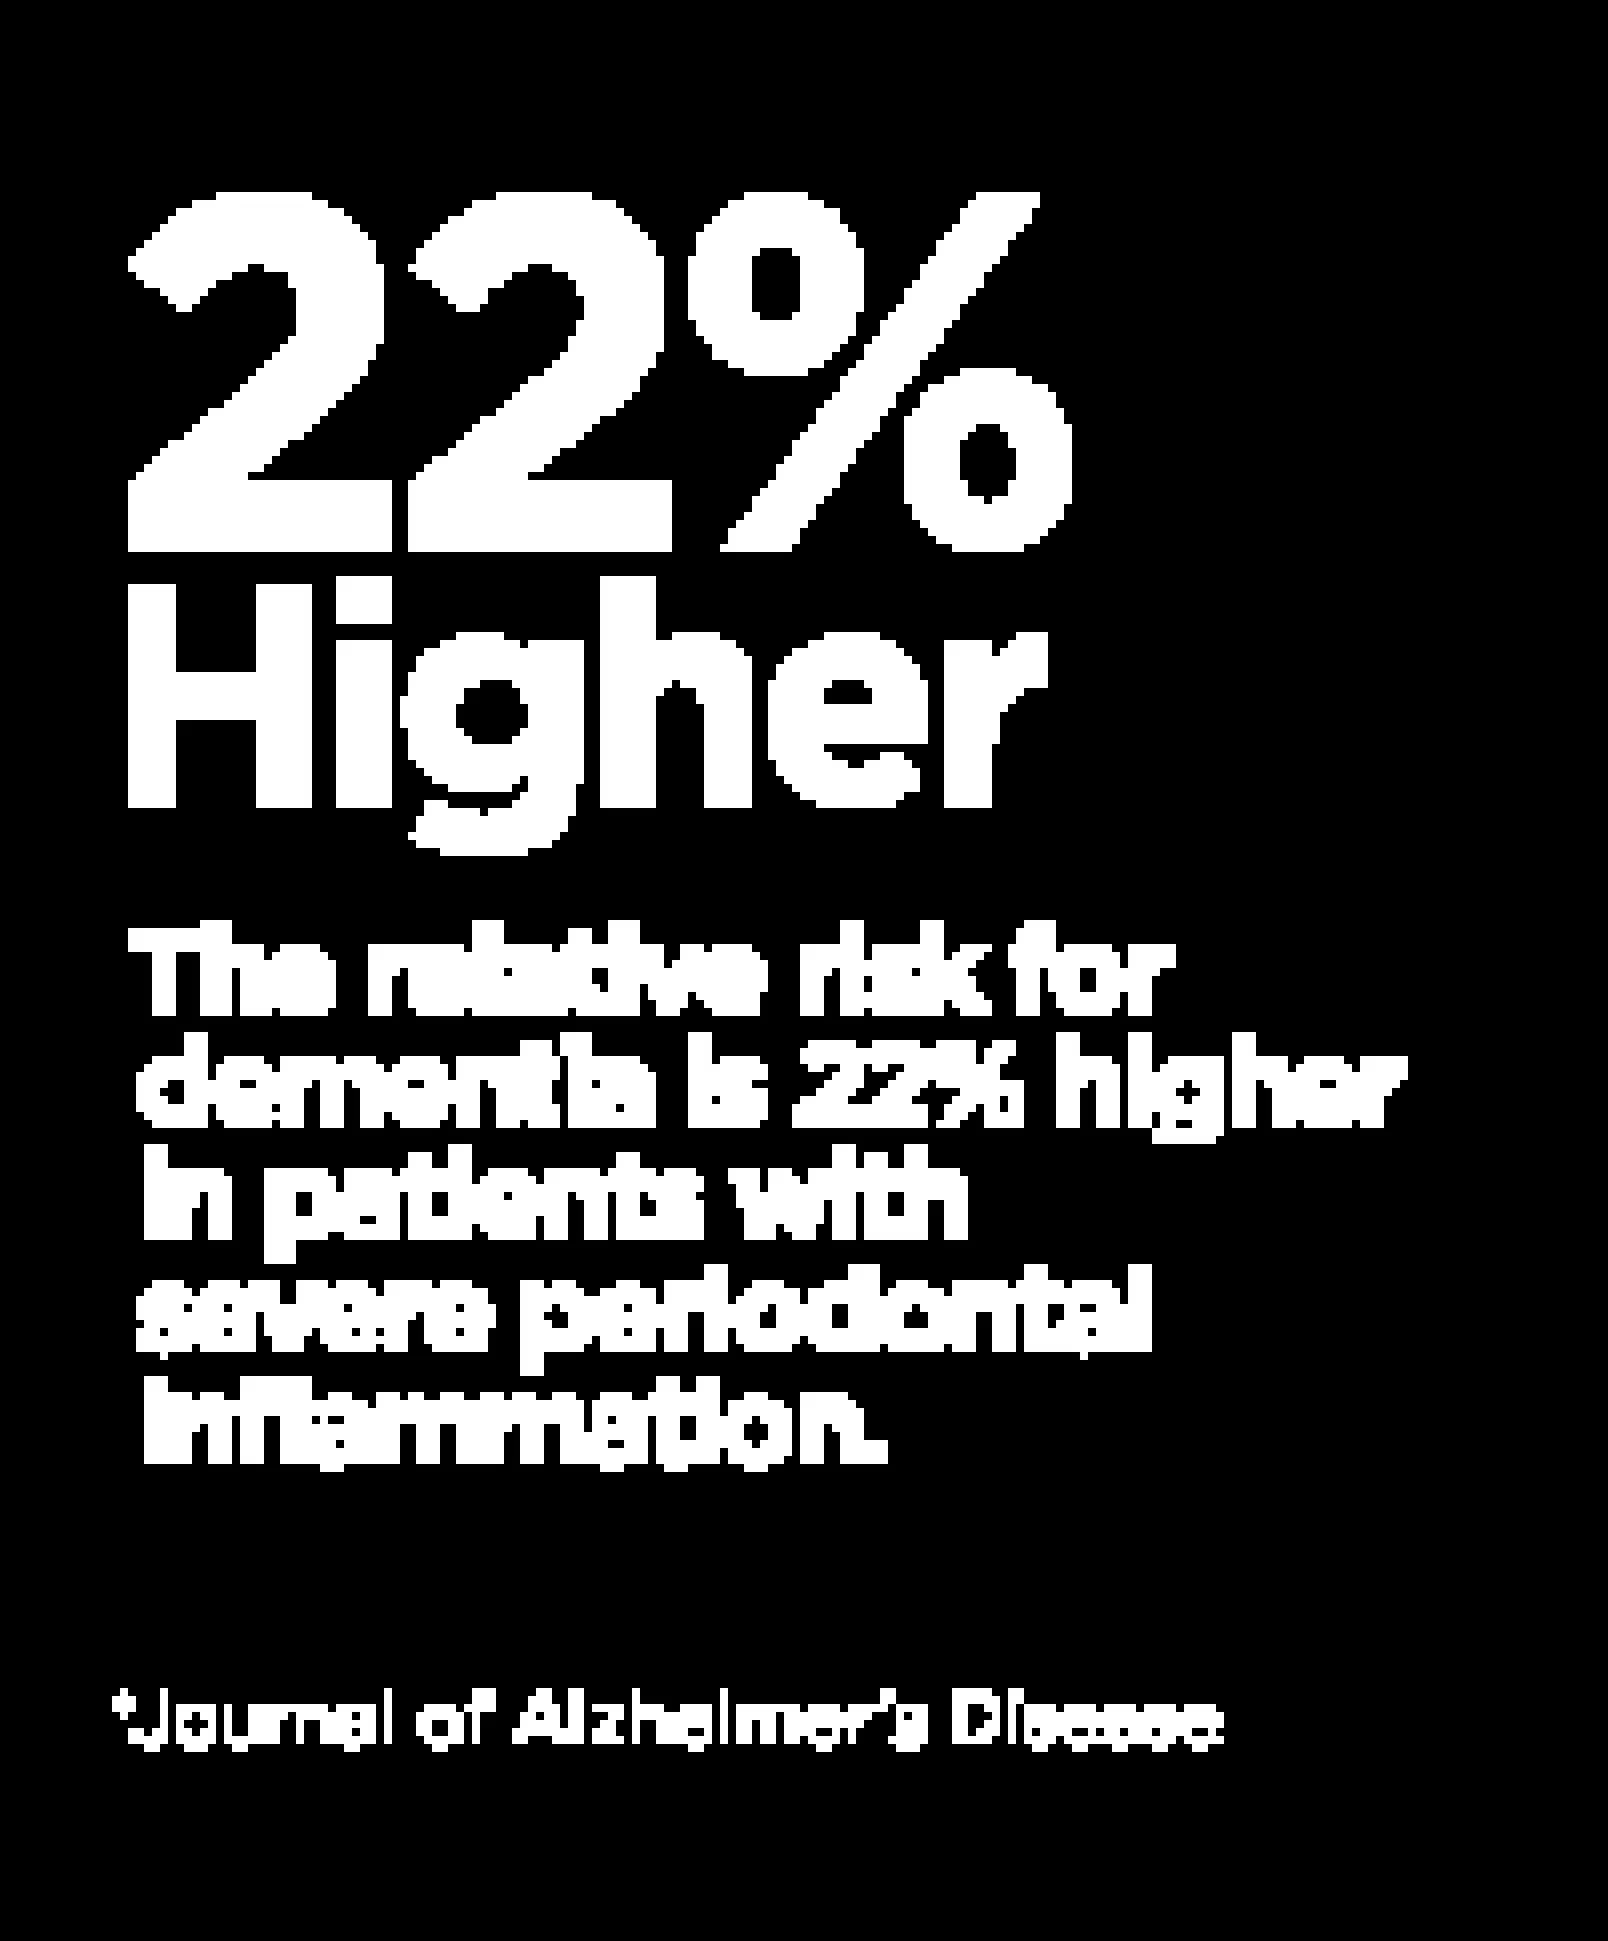 22%
Higher
The relative risk for
dementia is 22% higher
in patients with
severe periodontal
inflammation.
*Journal of Alzheimer's Disease